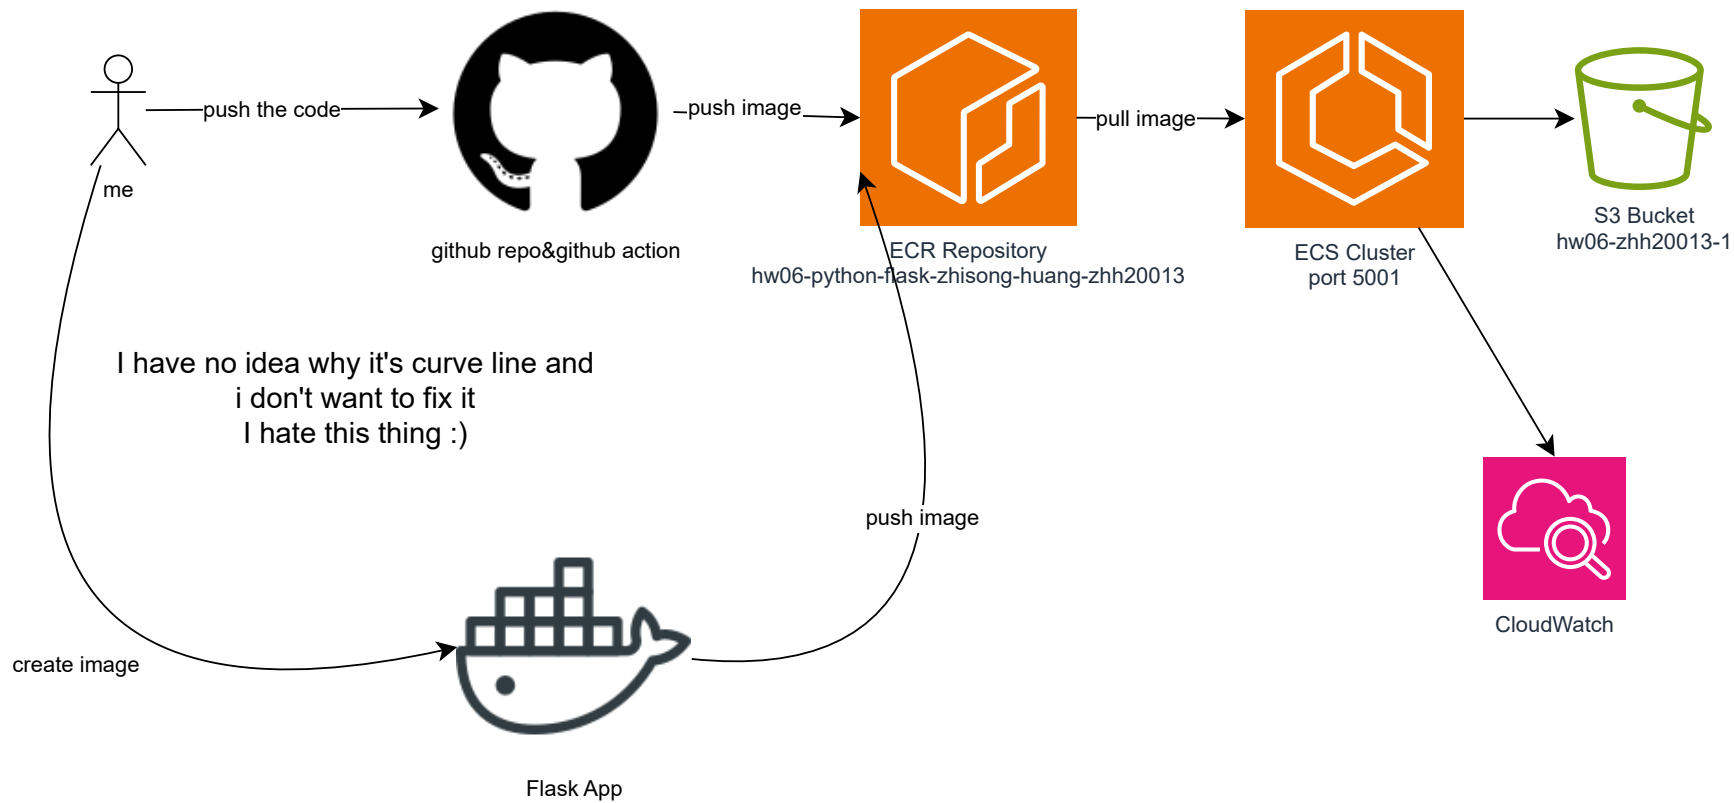 push the code
push image
pull image
me
github repo&github action
ECR Repository
hw06-python-flask-zhisong-huang-zhh20013
ECS Cluster
port 5001
S3 Bucket
hw06-zhh20013-1
I have no idea why it's curve line and
i don't want to fix it
I hate this thing :)
push image
create image
CloudWatch
Flask App